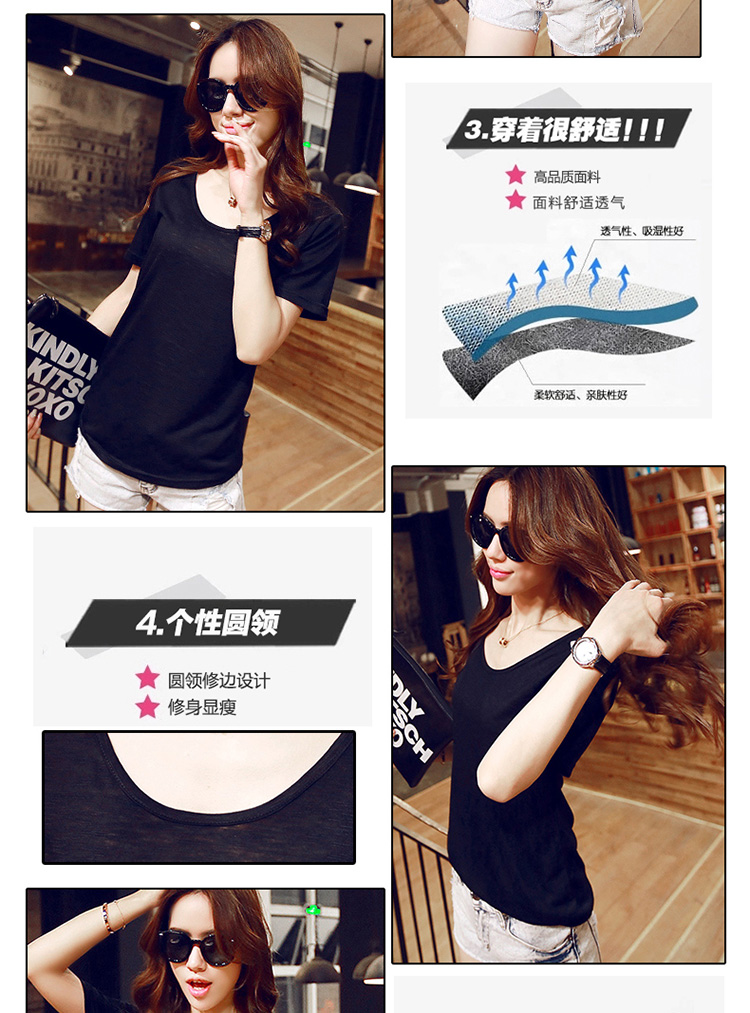 KINDLY
KITSC
XOXO
3.穿着很舒适!!!
高品质面料
面料舒适透气
透气性、吸湿性好
柔软舒适、亲肤性好
4.个性圆领
圆领修边设计
修身显瘦
DLY
TSCH
XO